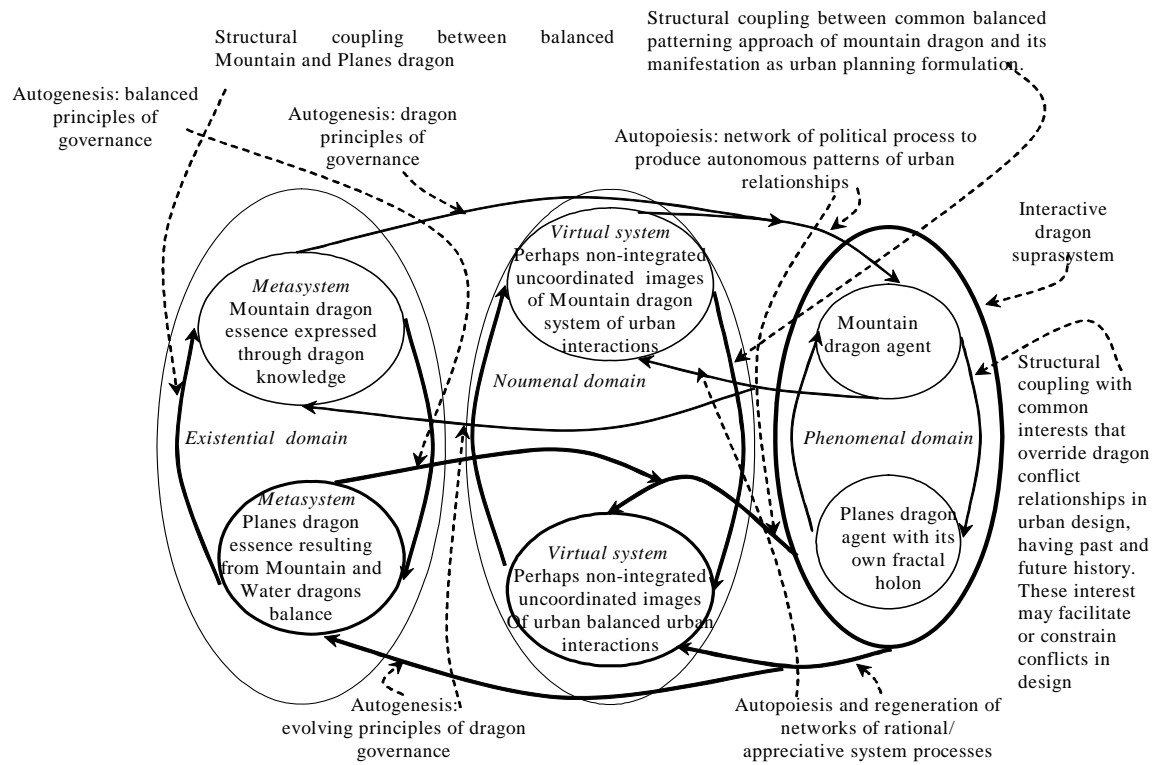 Structural coupling between balanced
Mountain and Planes dragon
Structural coupling between common balanced
patterning approach of mountain dragon and its
manifestation as urban planning formulation.
Autogenesis: balanced
principles of
governance
Autogenesis: dragon
principles of
governance
Autopoiesis: network of political process to
produce autonomous patterns of urban
relationships
Interactive
dragon
suprasystem
Metasystem
Mountain dragon
essence expressed
through dragon
knowledge
Virtual system
Perhaps non-integrated
uncoordinated images
of Mountain dragon
system of urban
interactions
Mountain
dragon agent
Structural
coupling with
common
interests that
override dragon
conflict
relationships in
urban design,
having past and
future history.
These interest
may facilitate
or constrain
conflicts in
design
Existential domain
Noumenal domain
Phenomenal domain
Metasystem
Planes dragon
essence resulting
from Mountain and
Water dragons
balance
Virtual system
Perhaps non-integrated
uncoordinated images
Of urban balanced urban
interactions
Planes dragon
agent with its
own fractal
holon
Autogenesis:
evolving principles of dragon
governance
Autopoiesis and regeneration of
networks of rational/
appreciative system processes